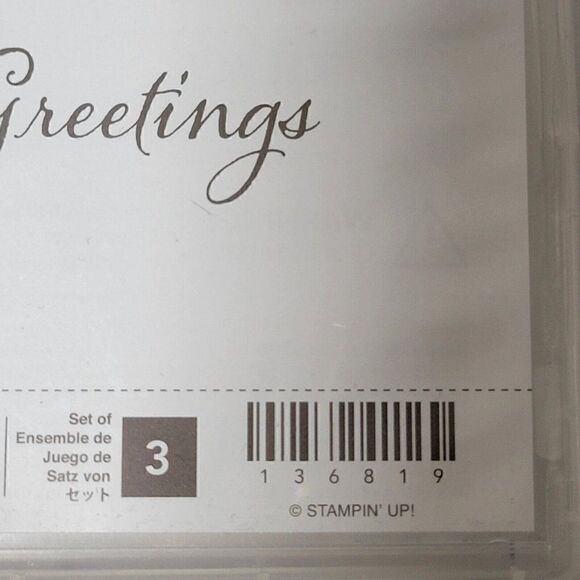 Greetings
Set of
Ensemble de
Juego de
Satz von
セット
3
136819
© STAMPIN' UP!